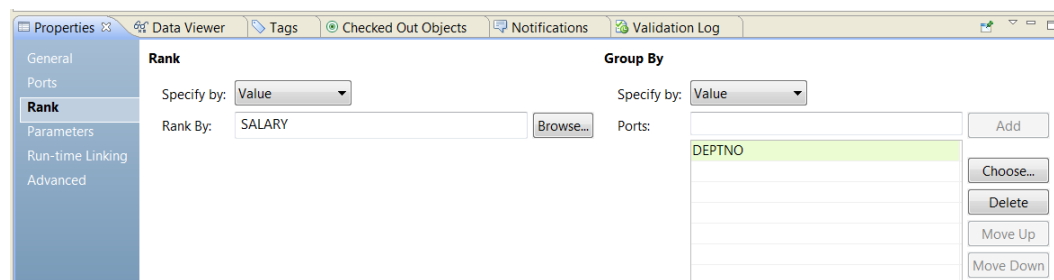 Properties Data Viewer Tags Checked Out Objects Notifications Validation Log
General
Ports
Rank
Parameters
Run-time Linking
Advanced
Rank
Specify by: Value
Rank By: SALARY Browse...
Group By
Specify by: Value
Ports: Add
DEPTNO
Choose...
Delete
Move Up
Move Down